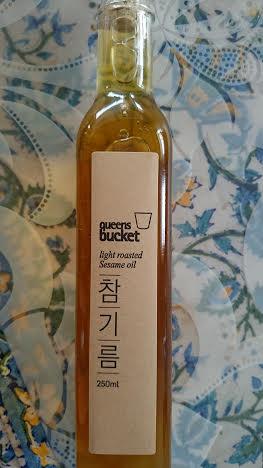 queens
bucket
light roasted
Sesame oil
참
기
름
250ml